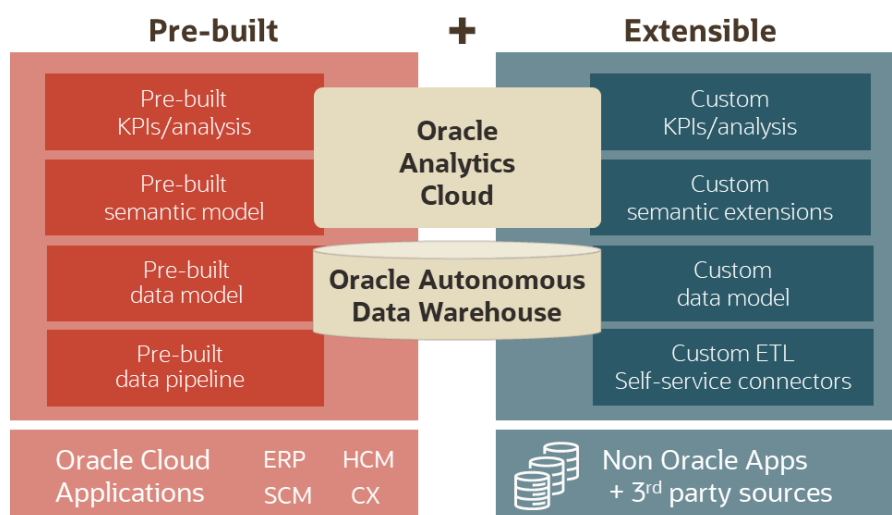 Pre-built
+
Extensible
Pre-built
KPIs/analysis
Oracle
Analytics
Cloud
Custom
KPIs/analysis
Pre-built
semantic model
Custom
semantic extensions
Pre-built
data model
Oracle Autonomous
Data Warehouse
Custom
data model
Pre-built
data pipeline
Custom ETL
Self-service connectors
Oracle Cloud
Applications
ERP HCM
SCM CX
Non Oracle Apps
+ 3rd party sources